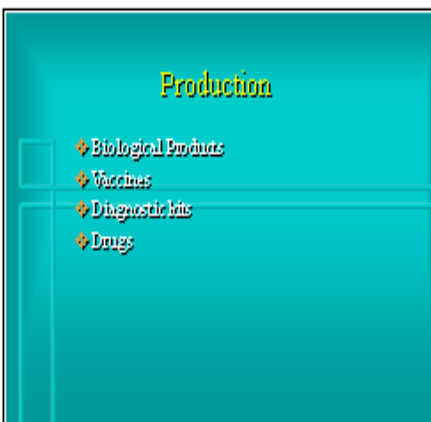 Production
Biological Products
Vaccines
Diagnostic kits
Drugs